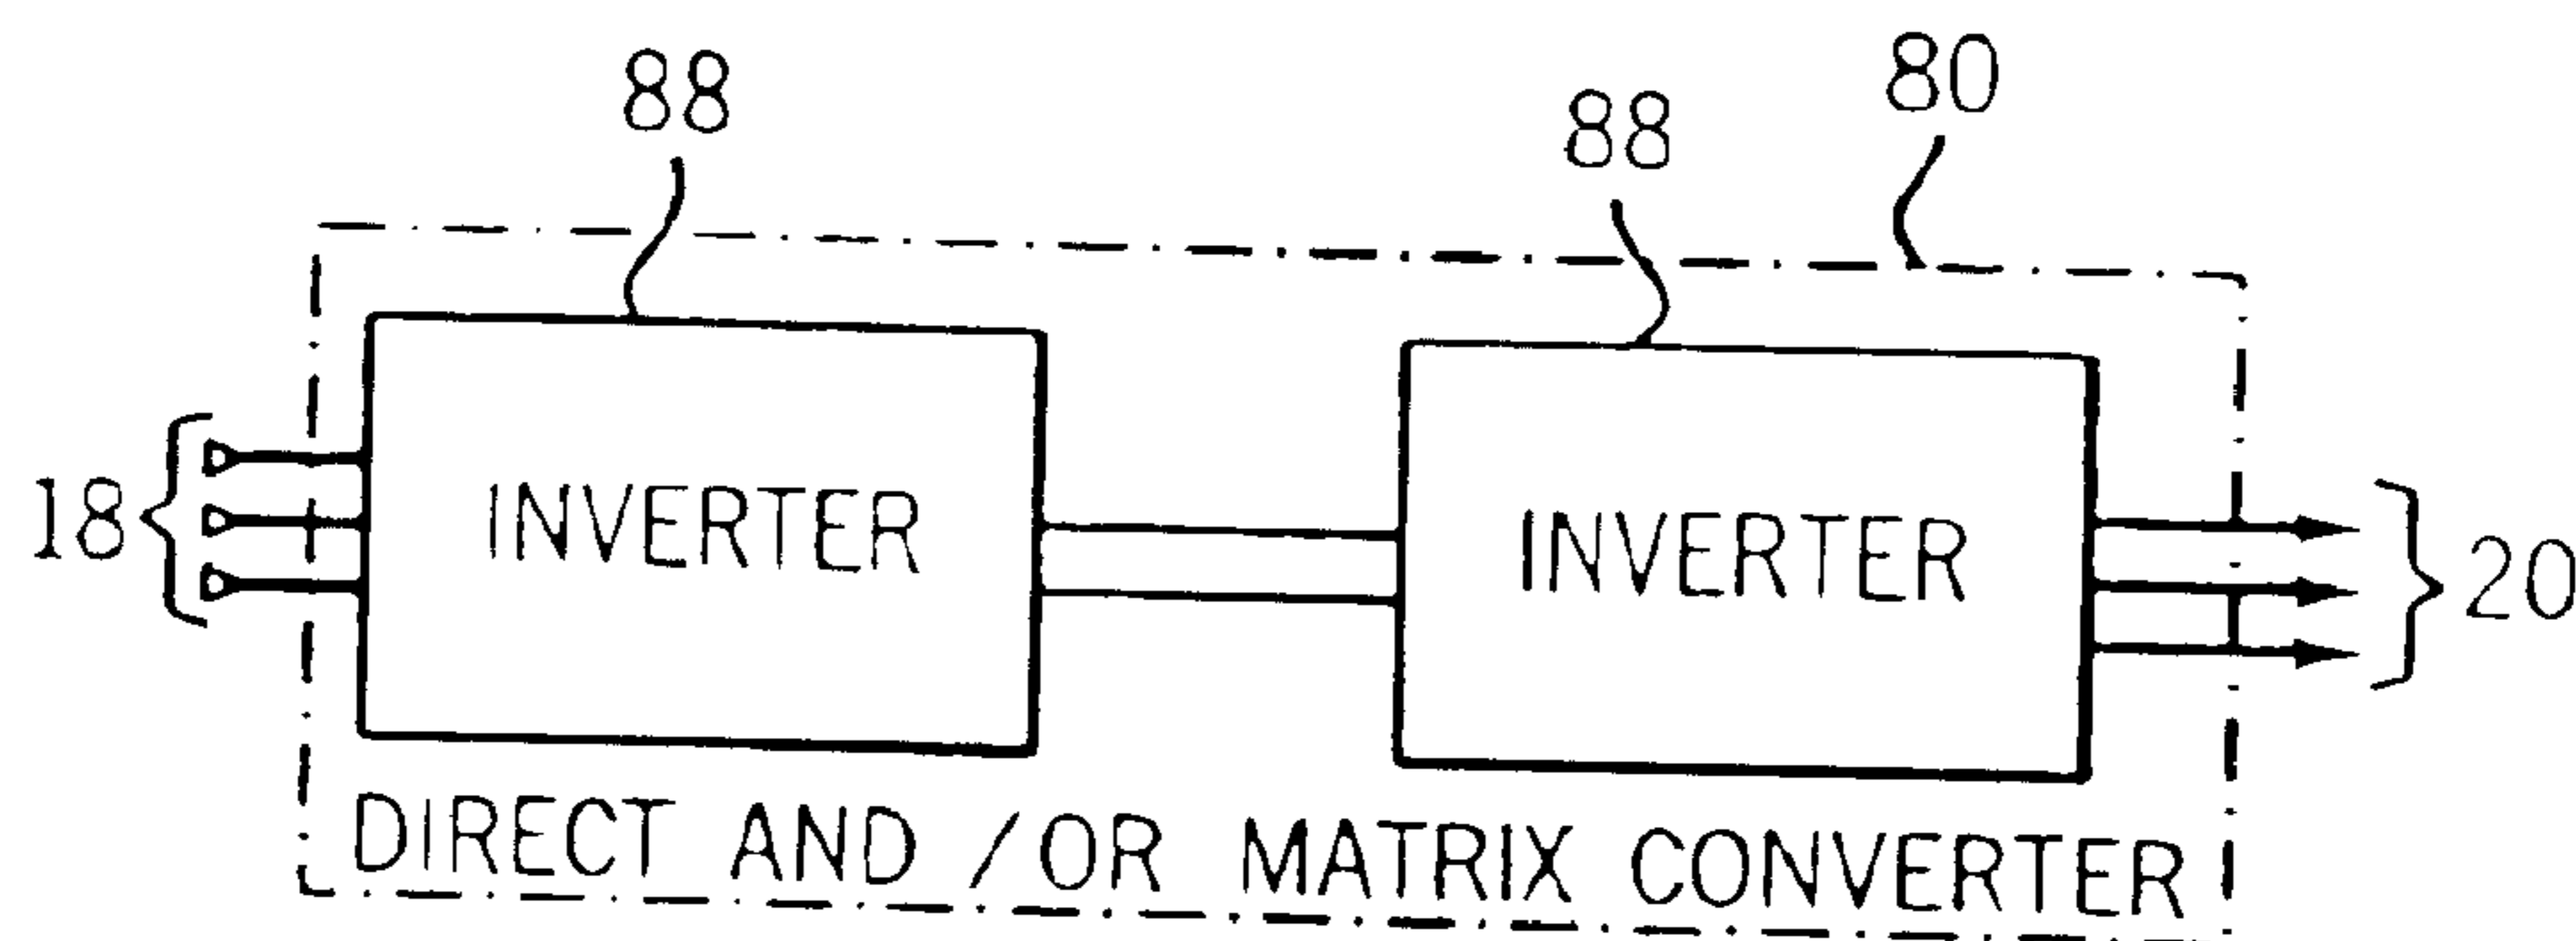 88
88
80
18
INVERTER
INVERTER
20
DIRECT AND /OR MATRIX CONVERTER